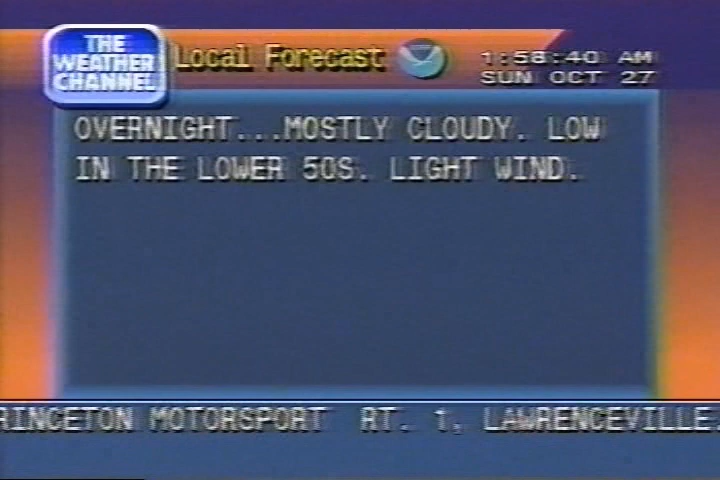 THE
WEATHER
CHANNEL
Local Forecast
1:58:40 AM
SUN OCT 27
OVERNIGHT...MOSTLY CLOUDY. LOW
IN THE LOWER 50S. LIGHT WIND.
RINCETON MOTORSPORT RT. 1, LAWRENCEVILLE.